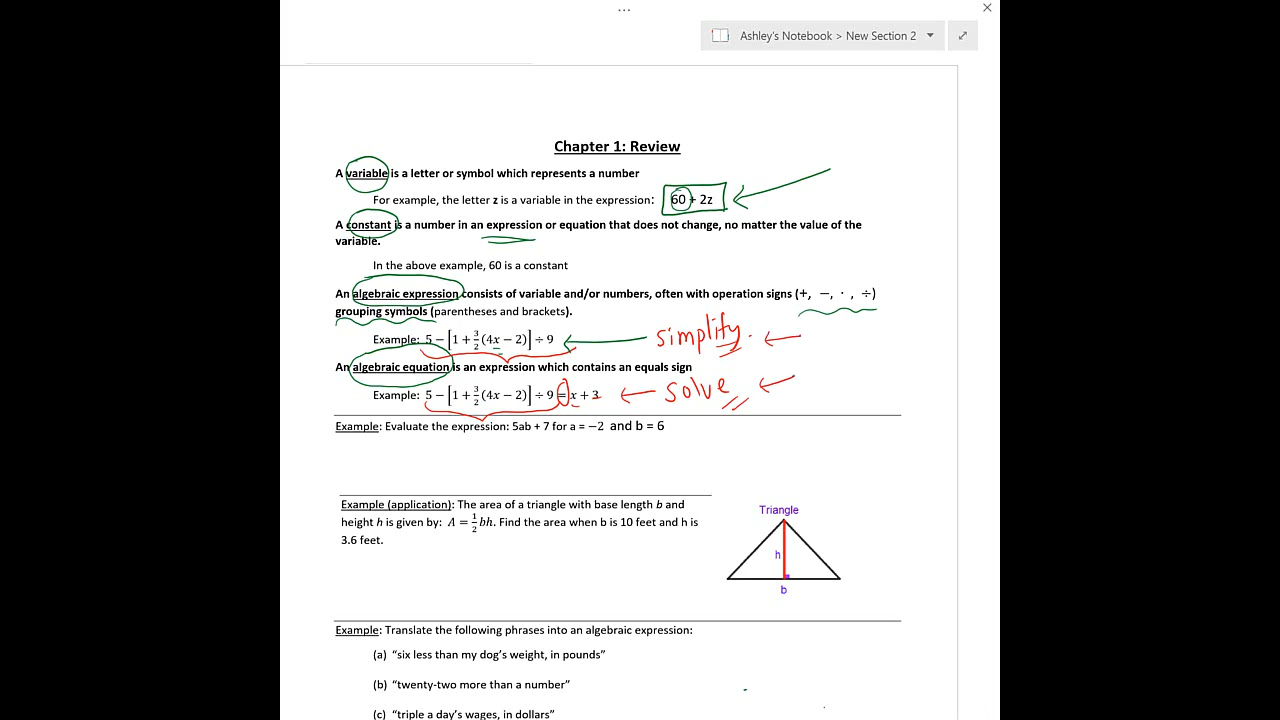 ...
Ashley's Notebook > New Section 2
Chapter 1: Review
A variable is a letter or symbol which represents a number
For example, the letter z is a variable in the expression: 60 + 2z
A constant is a number in an expression or equation that does not change, no matter the value of the
variable.
In the above example, 60 is a constant
An algebraic expression consists of variable and/or numbers, often with operation signs (+, −, · , ÷)
grouping symbols (parentheses and brackets).
Example: 5 − [1 + 3/2 (4x − 2)] ÷ 9 simplify.
An algebraic equation is an expression which contains an equals sign
Example: 5 − [1 + 3/2 (4x − 2)] ÷ 9 = x + 3 solve
Example: Evaluate the expression: 5ab + 7 for a = −2 and b = 6
Example (application): The area of a triangle with base length b and
height h is given by: A = 1/2 bh. Find the area when b is 10 feet and h is
3.6 feet.
Triangle
h
b
Example: Translate the following phrases into an algebraic expression:
(a) “six less than my dog’s weight, in pounds”
(b) “twenty-two more than a number”
(c) “triple a day’s wages, in dollars”